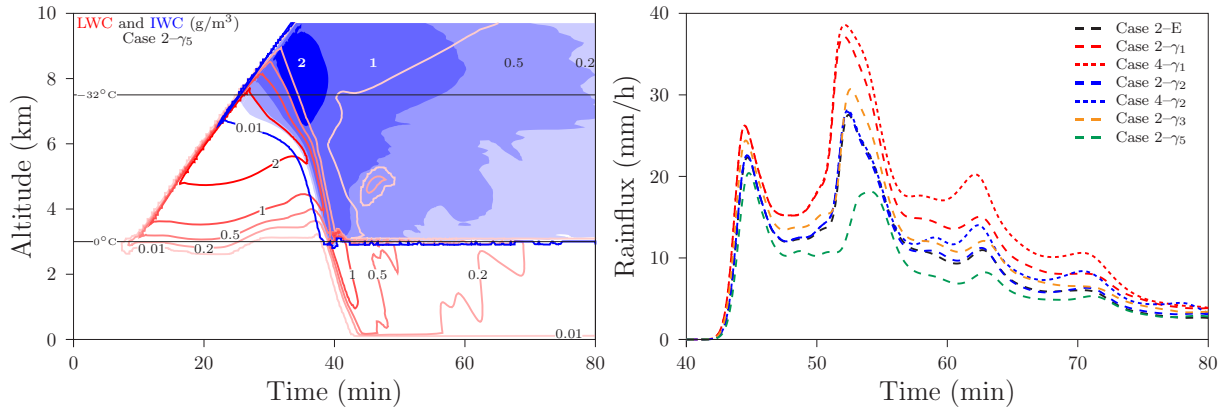 LWC and IWC (g/m³)
Case 2–γ₅
10
8
6
4
2
0
Altitude (km)
−32°C
0°C
2
1
0.5
0.2
0.01
2
1
0.5
0.2
0.01
1
0.5
0.2
0.01
0
20
40
60
80
Time (min)
40
30
20
10
0
Rainflux (mm/h)
Case 2–E
Case 2–γ₁
Case 4–γ₁
Case 2–γ₂
Case 4–γ₂
Case 2–γ₃
Case 2–γ₅
40
50
60
70
80
Time (min)